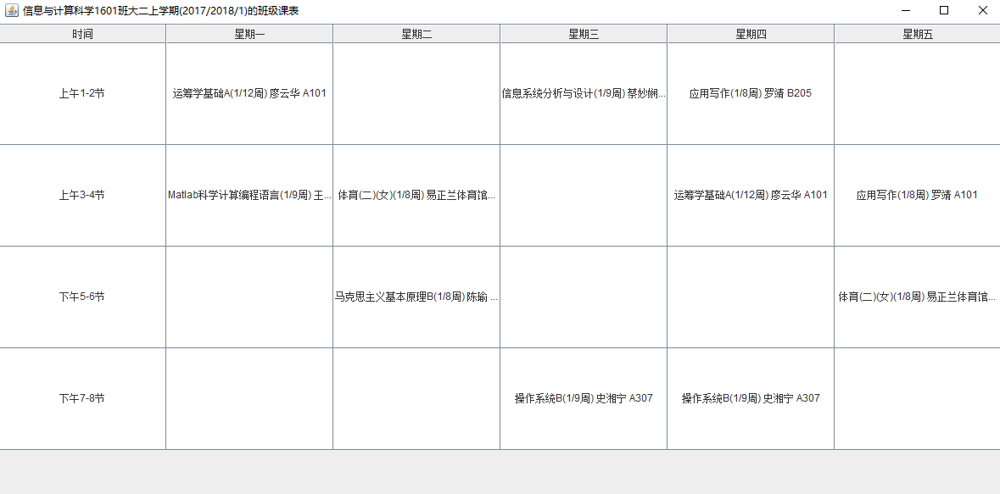 信息与计算科学1601班大二上学期(2017/2018/1)的班级课表
时间 星期一 星期二 星期三 星期四 星期五
上午1-2节 运筹学基础A(1/12周) 廖云华 A101 信息系统分析与设计(1/9周) 蔡妙娴... 应用写作(1/8周) 罗靖 B205
上午3-4节 Matlab科学计算编程语言(1/9周) 王... 体育(二)(女)(1/8周) 易正兰体育馆... 运筹学基础A(1/12周) 廖云华 A101 应用写作(1/8周) 罗靖 A101
下午5-6节 马克思主义基本原理B(1/8周) 陈瑜 ... 体育(二)(女)(1/8周) 易正兰体育馆...
下午7-8节 操作系统B(1/9周) 史湘宁 A307 操作系统B(1/9周) 史湘宁 A307